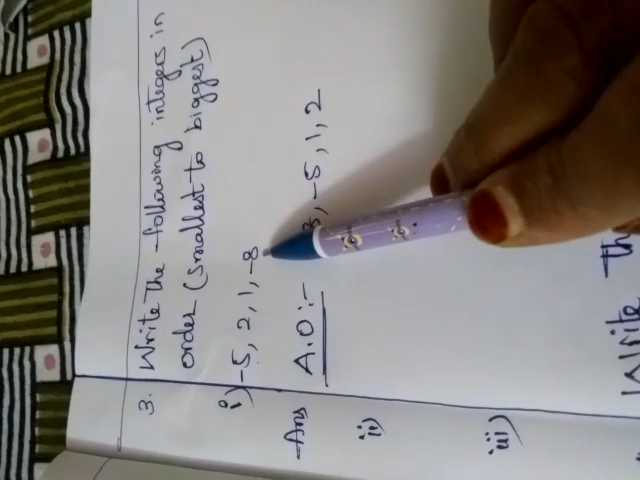 3. Write the following integers in
order (Smallest to biggest)
i) -5, 2, 1, -8
Ans A.O:- , -5, 1, 2
ii)
iii)
Write